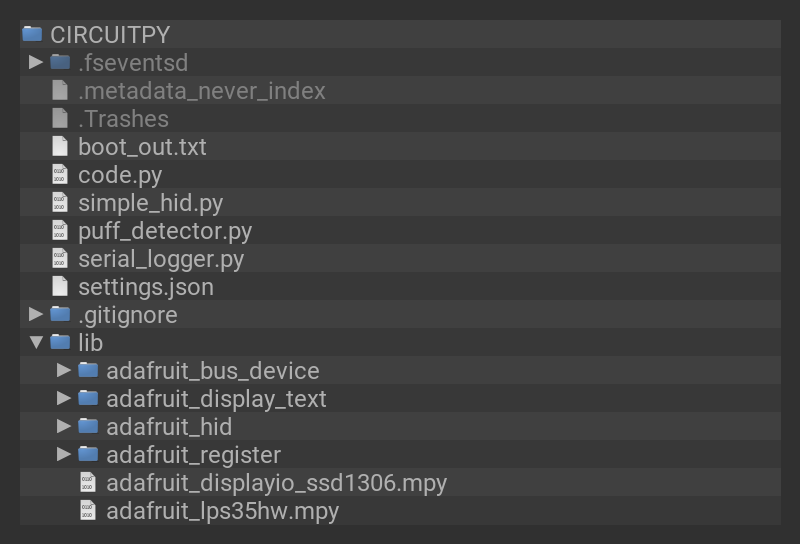 CIRCUITPY
.fseventsd
.metadata_never_index
.Trashes
boot_out.txt
code.py
simple_hid.py
puff_detector.py
serial_logger.py
settings.json
.gitignore
lib
adafruit_bus_device
adafruit_display_text
adafruit_hid
adafruit_register
adafruit_displayio_ssd1306.mpy
adafruit_lps35hw.mpy